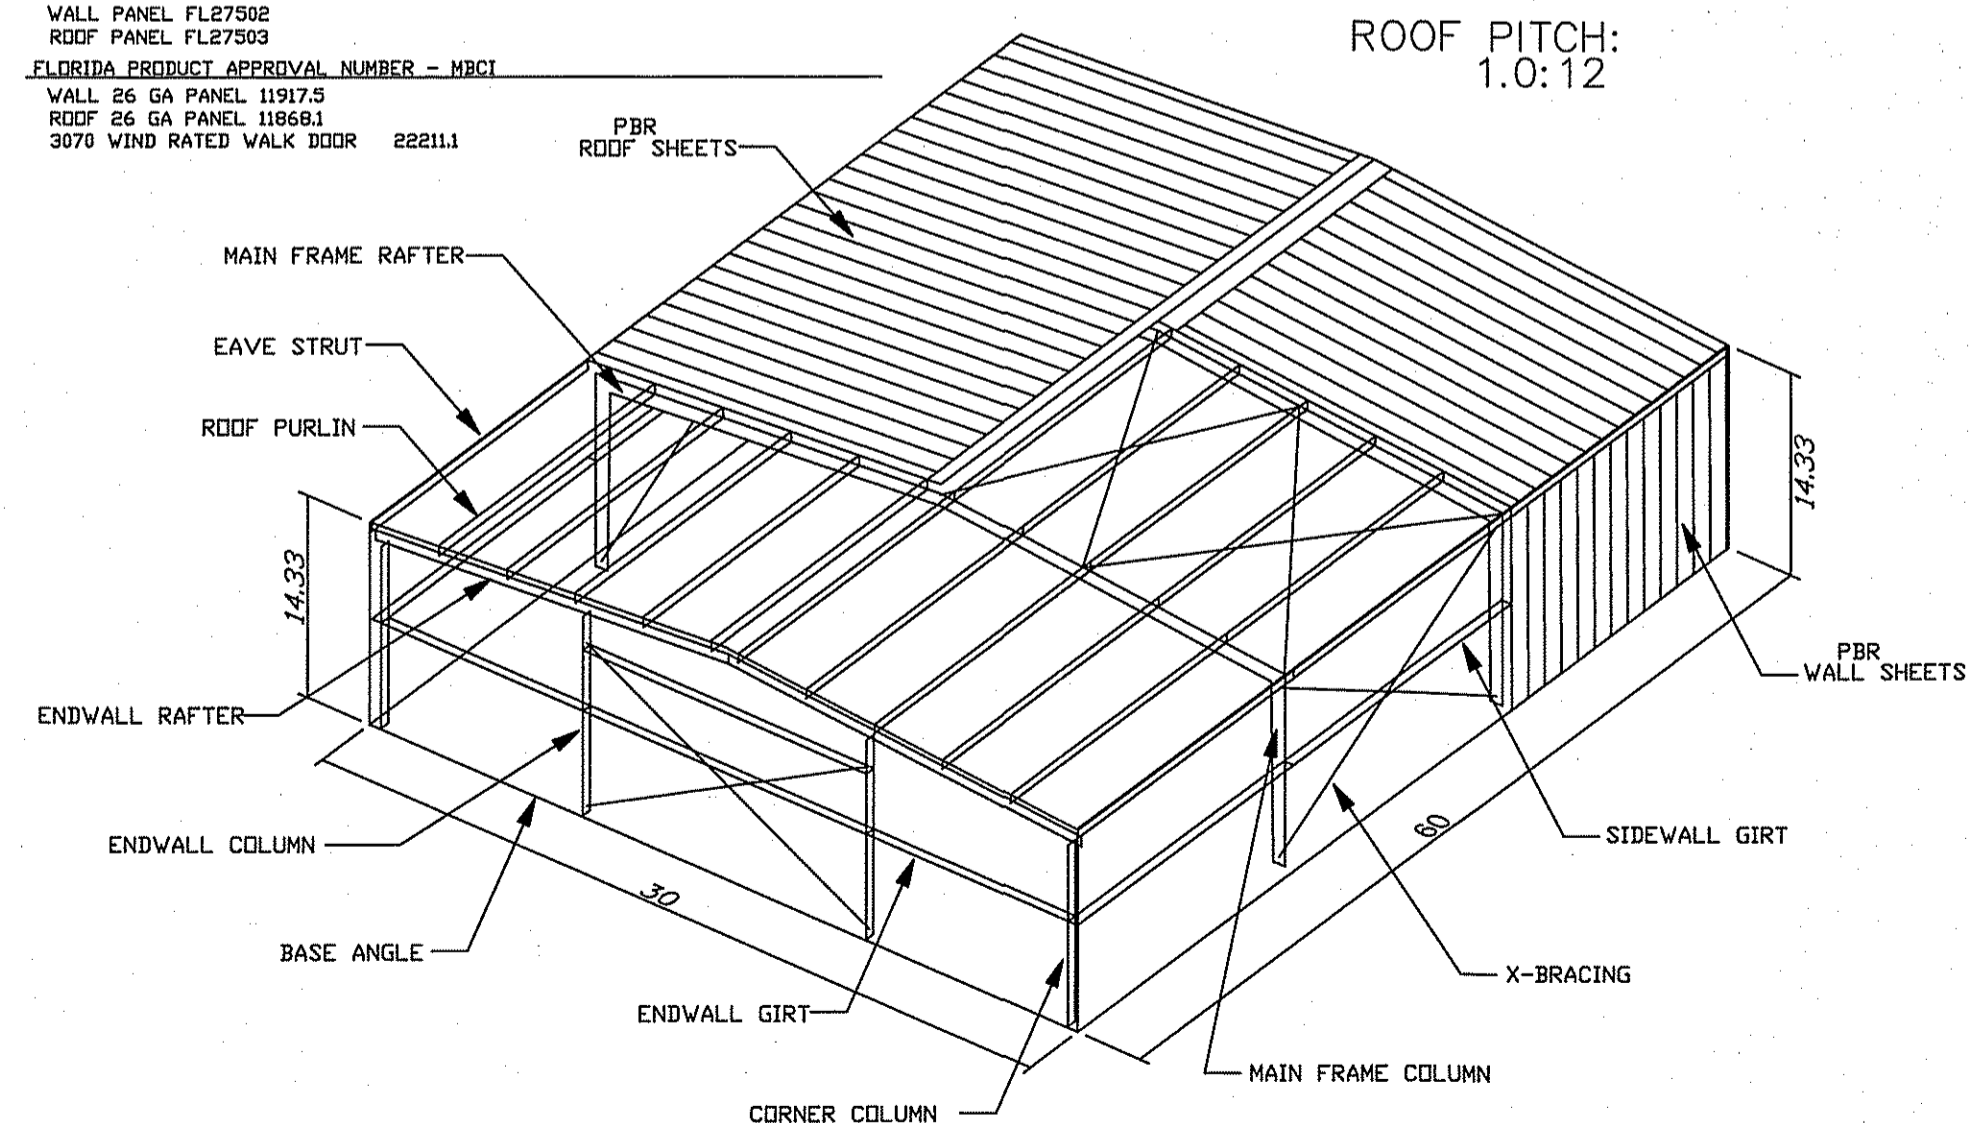 WALL PANEL FL27502
ROOF PANEL FL27503
FLORIDA PRODUCT APPROVAL NUMBER - MBCI
WALL 26 GA PANEL 11917.5
ROOF 26 GA PANEL 11868.1
3070 WIND RATED WALK DOOR 22211.1
ROOF PITCH:
1.0:12
PBR
ROOF SHEETS
MAIN FRAME RAFTER
EAVE STRUT
ROOF PURLIN
14.33
14.33
PBR
WALL SHEETS
ENDWALL RAFTER
ENDWALL COLUMN
60
SIDEWALL GIRT
30
BASE ANGLE
X-BRACING
ENDWALL GIRT
MAIN FRAME COLUMN
CORNER COLUMN